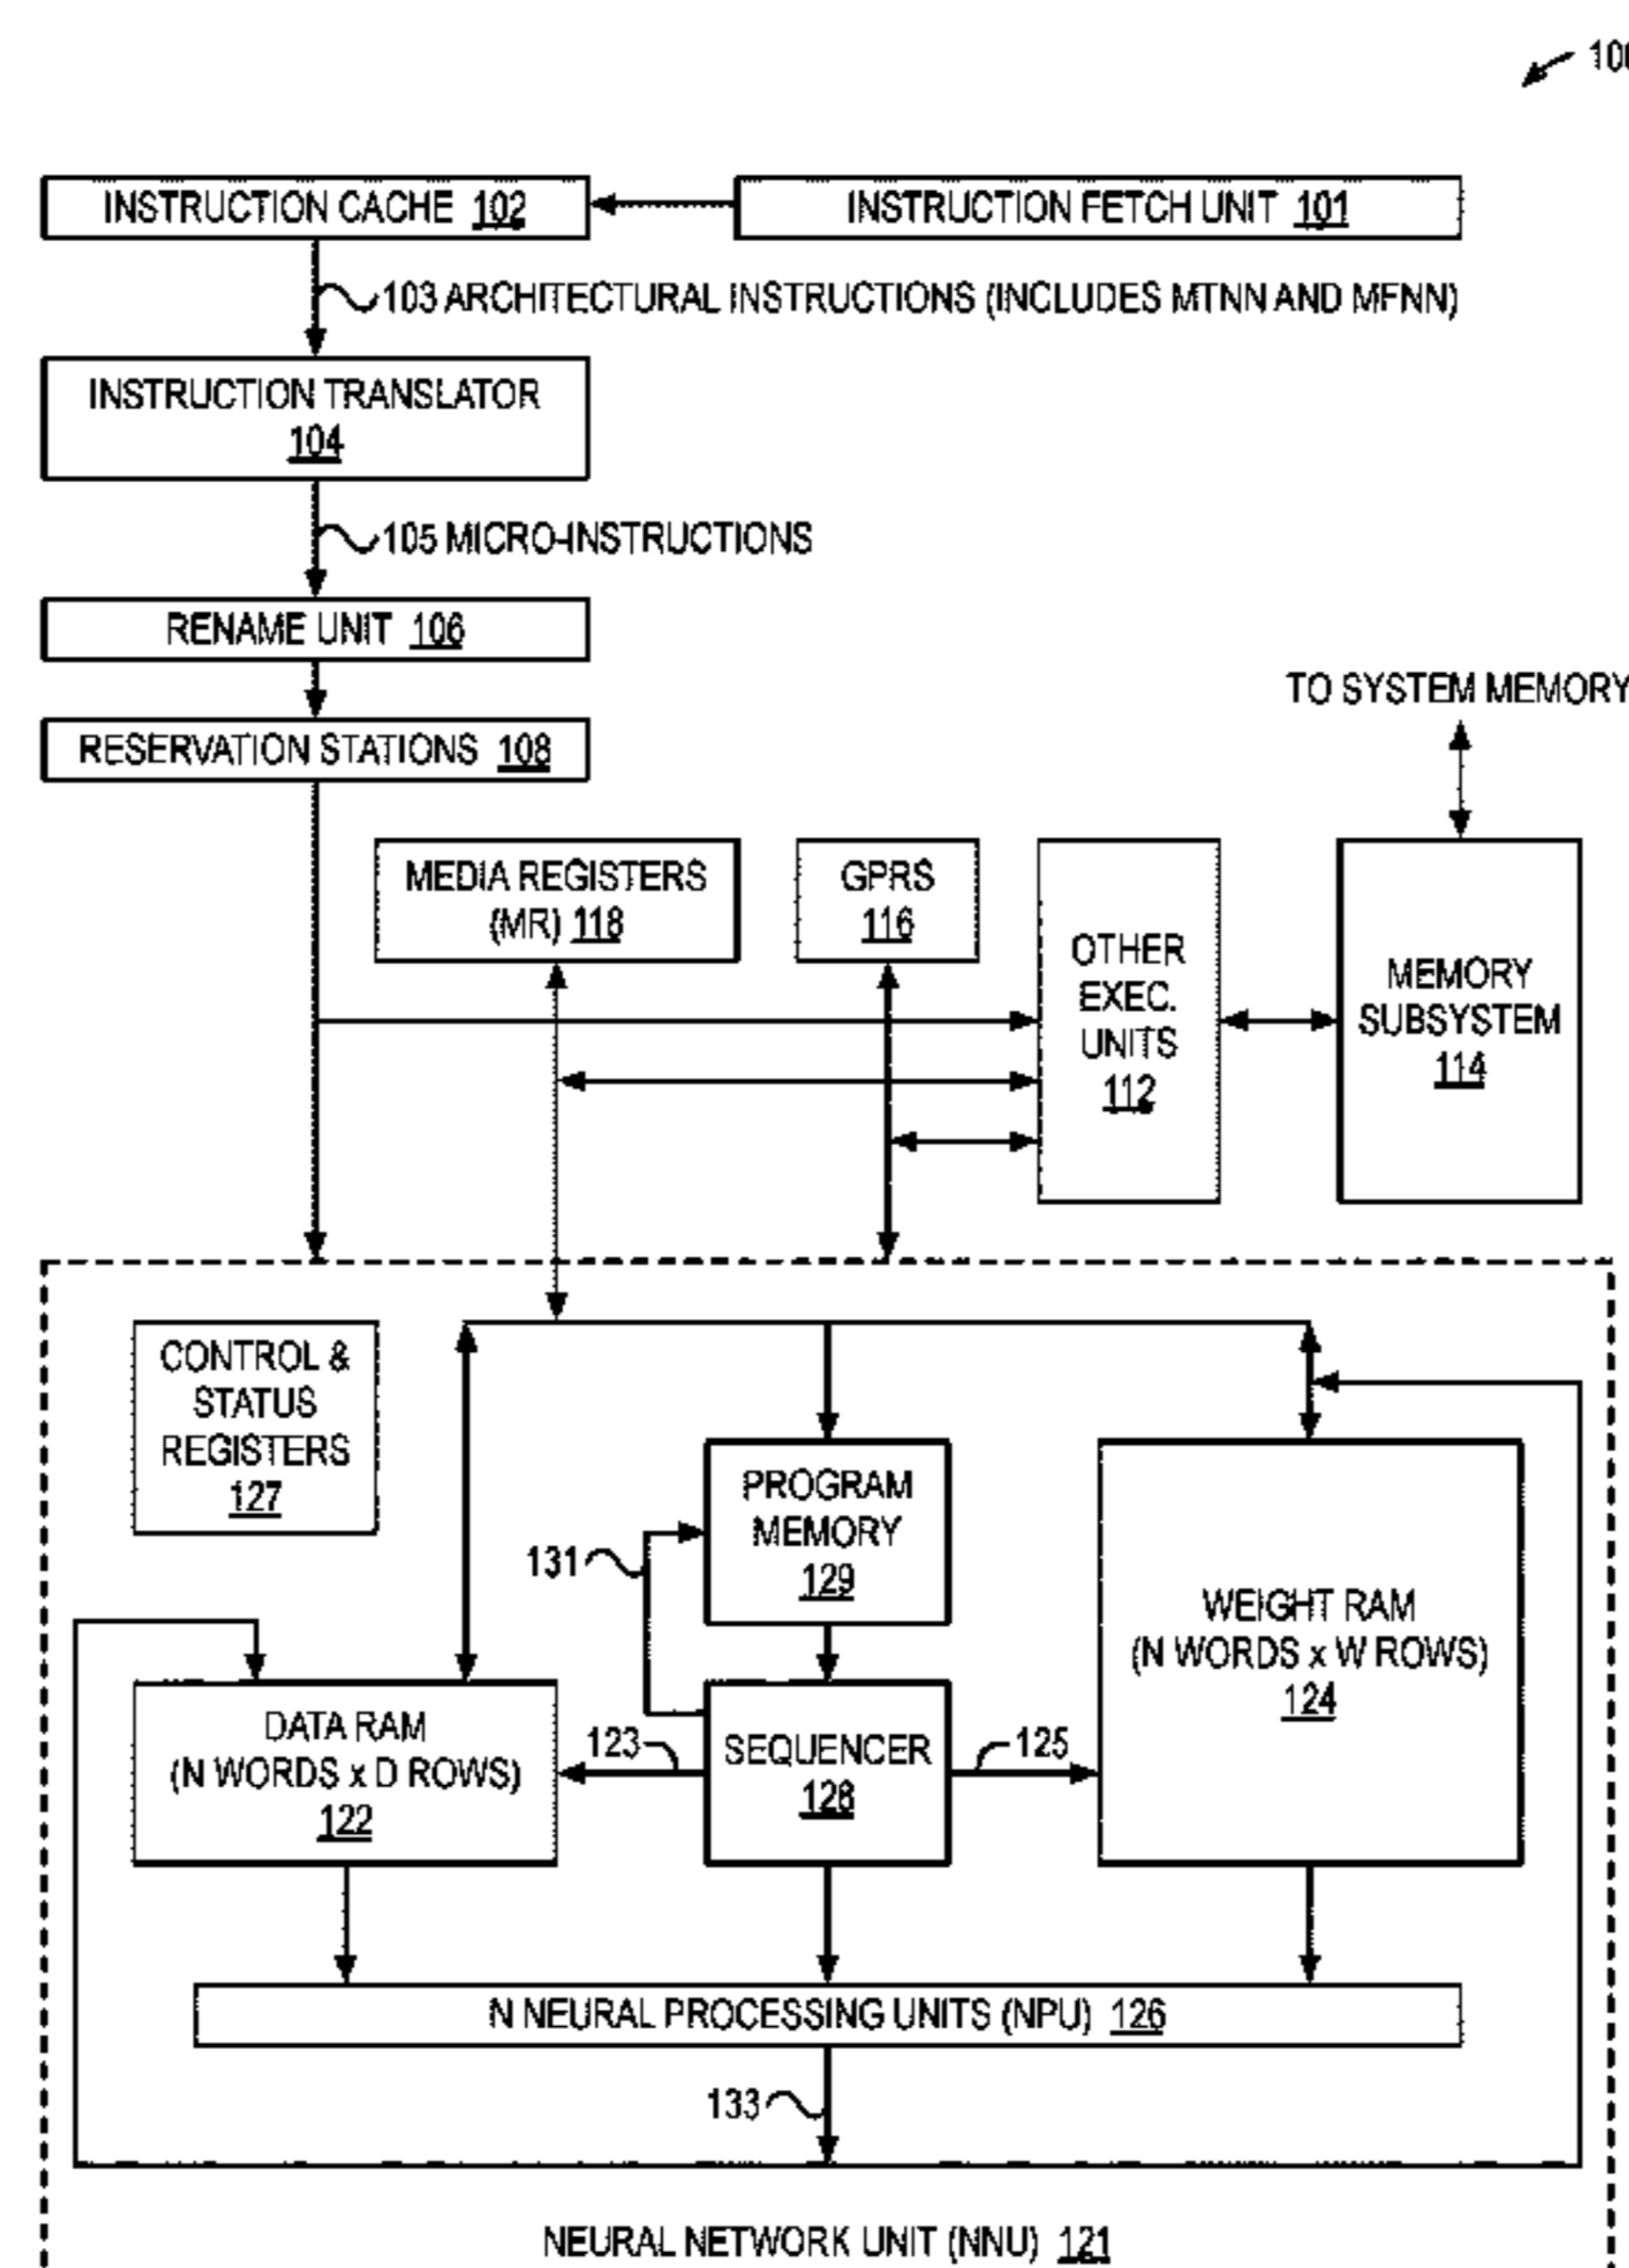 100
INSTRUCTION CACHE 102
INSTRUCTION FETCH UNIT 101
103 ARCHITECTURAL INSTRUCTIONS (INCLUDES MTNN AND MFNN)
INSTRUCTION TRANSLATOR
104
105 MICRO-INSTRUCTIONS
RENAME UNIT 106
TO SYSTEM MEMORY
RESERVATION STATIONS 108
MEDIA REGISTERS
(MR) 118
GPRS
116
OTHER
EXEC.
UNITS
112
MEMORY
SUBSYSTEM
114
CONTROL &
STATUS
REGISTERS
127
PROGRAM
MEMORY
129
131
WEIGHT RAM
(N WORDS x W ROWS)
124
DATA RAM
(N WORDS x D ROWS)
122
123
SEQUENCER
128
125
N NEURAL PROCESSING UNITS (NPU) 126
133
NEURAL NETWORK UNIT (NNU) 121